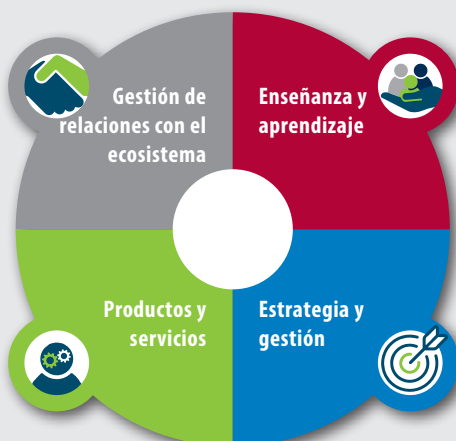 Gestión de
relaciones con el
ecosistema
Enseñanza y
aprendizaje
Productos y
servicios
Estrategia y
gestión